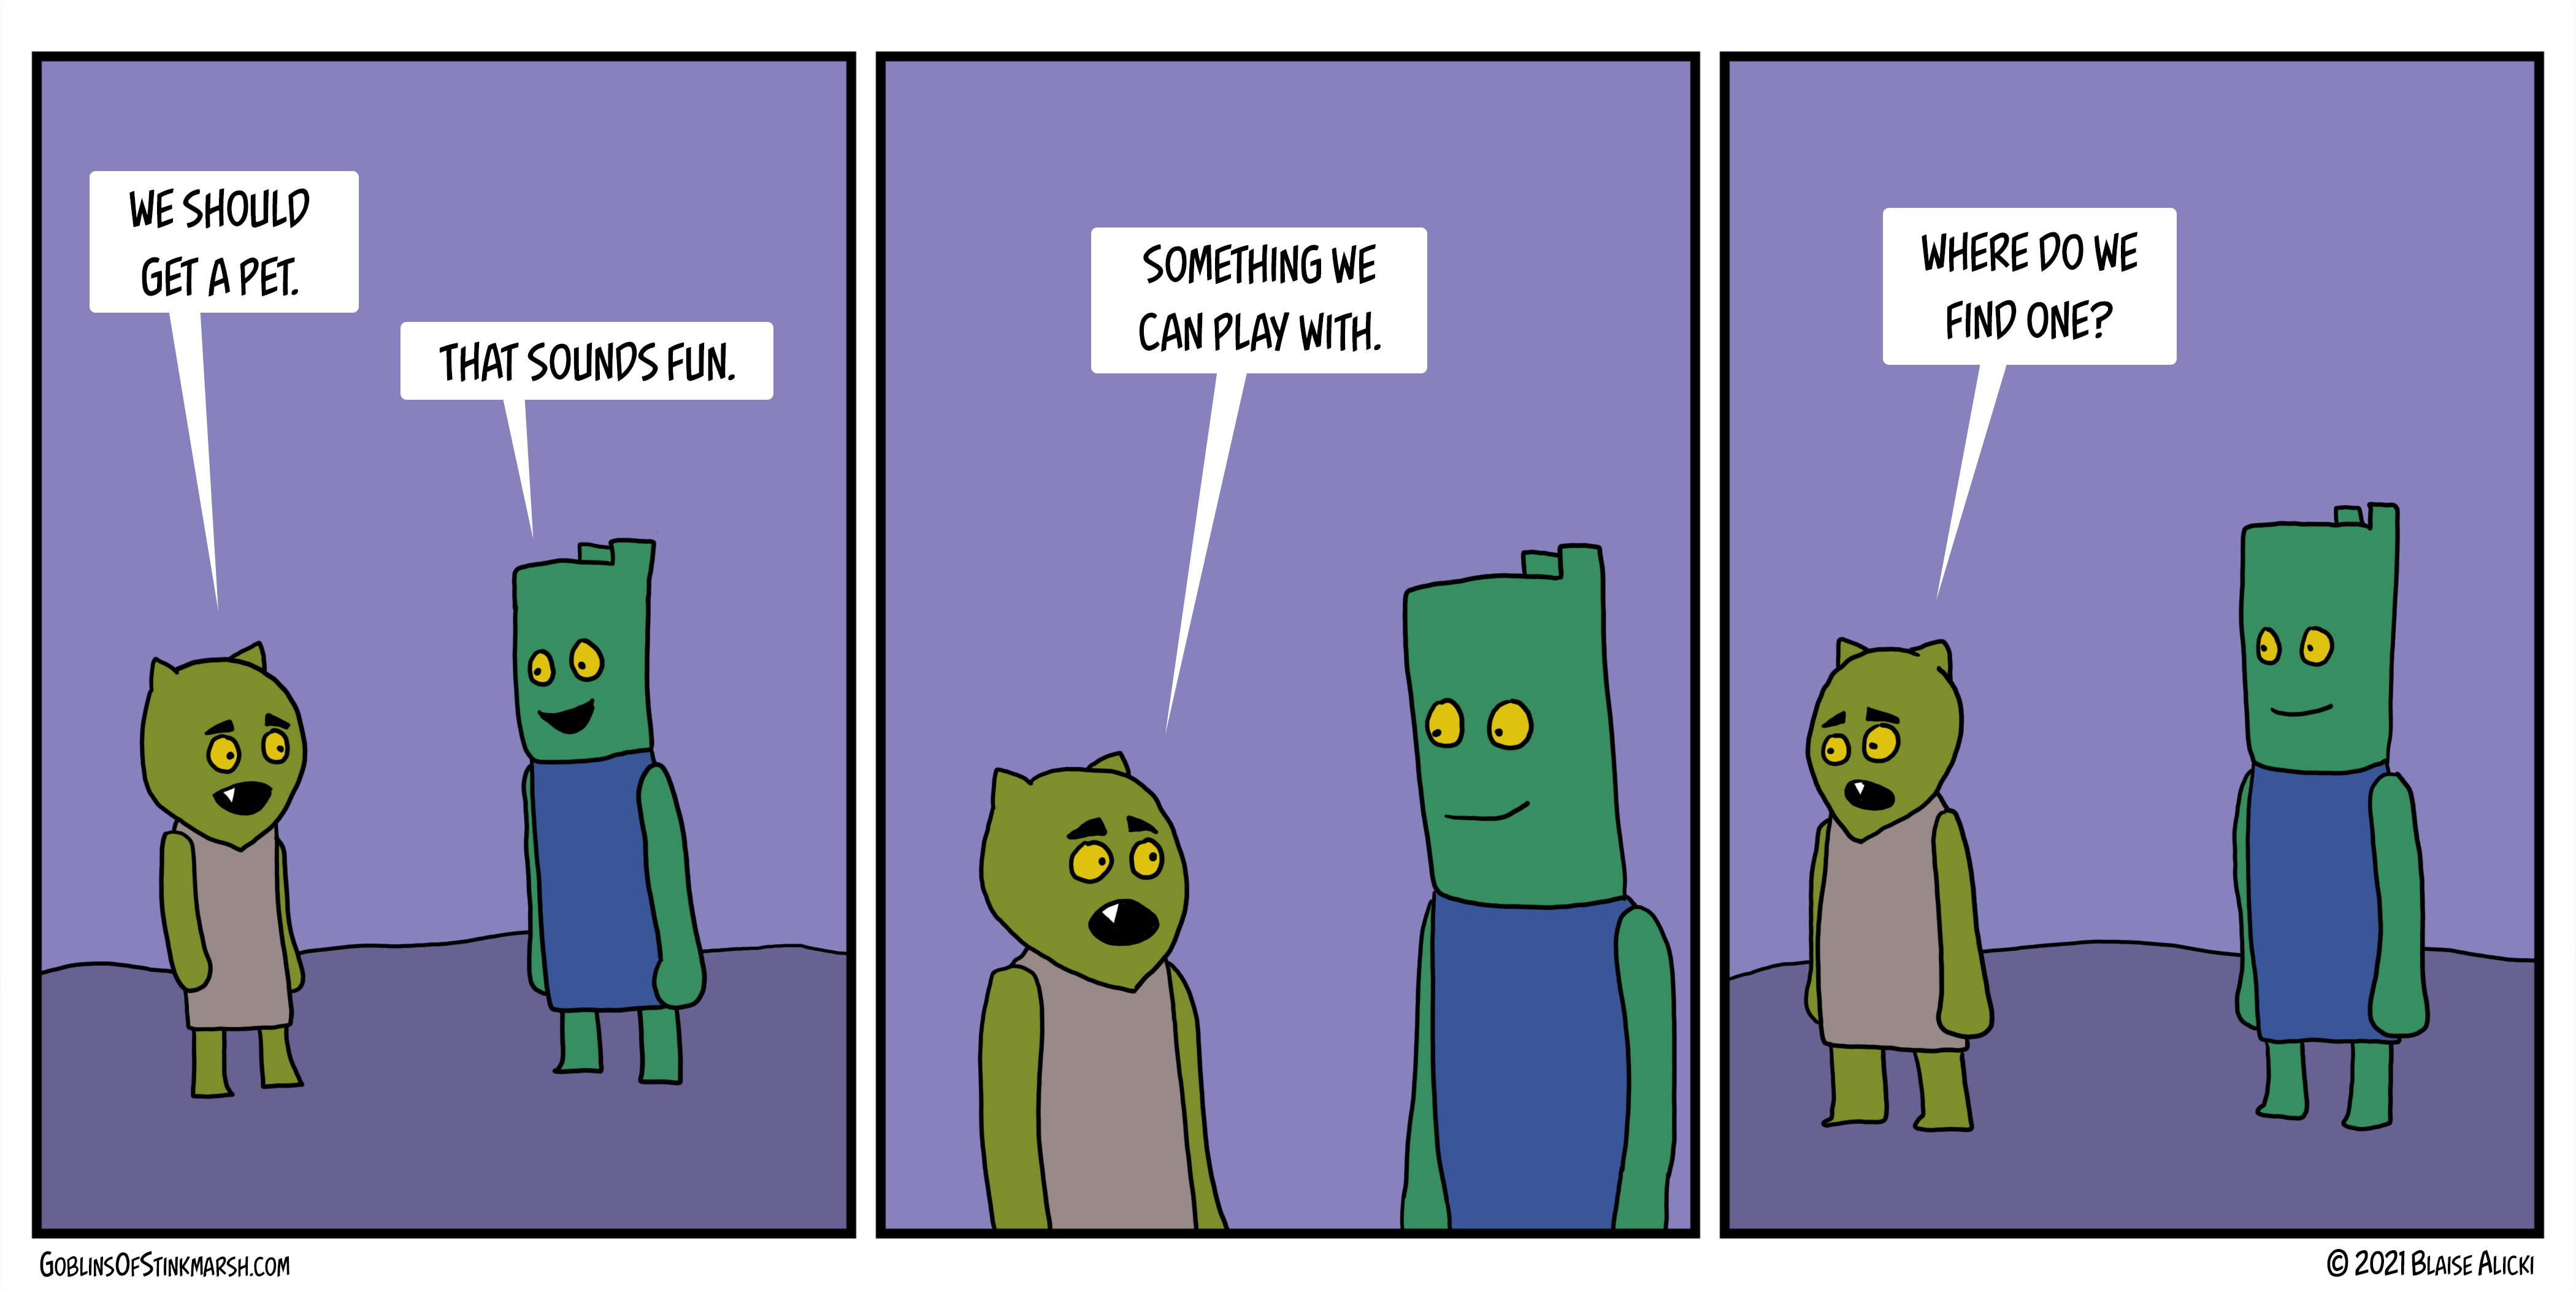 WE SHOULD
GET A PET.
THAT SOUNDS FUN.
SOMETHING WE
CAN PLAY WITH.
WHERE DO WE
FIND ONE?
GOBLINSOFSTINKMARSH.COM
© 2021 BLAISE ALICKI